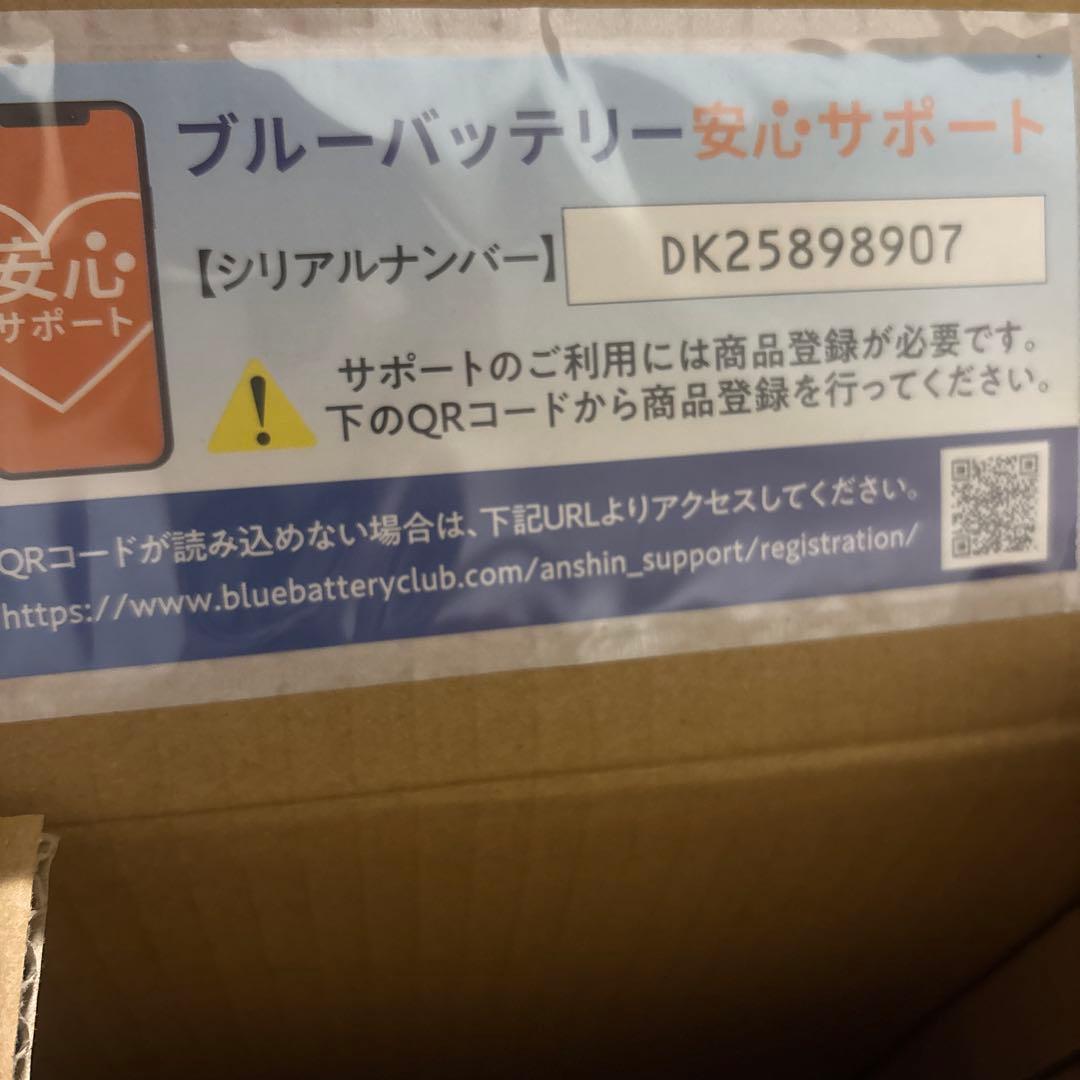 ブルーバッテリー安心サポート
安心
サポート
【シリアルナンバー】 DK25898907
サポートのご利用には商品登録が必要です。
下のQRコードから商品登録を行ってください。
QRコードが読み込めない場合は、下記URLよりアクセスしてください。
https://www.bluebatteryclub.com/anshin_support/registration/